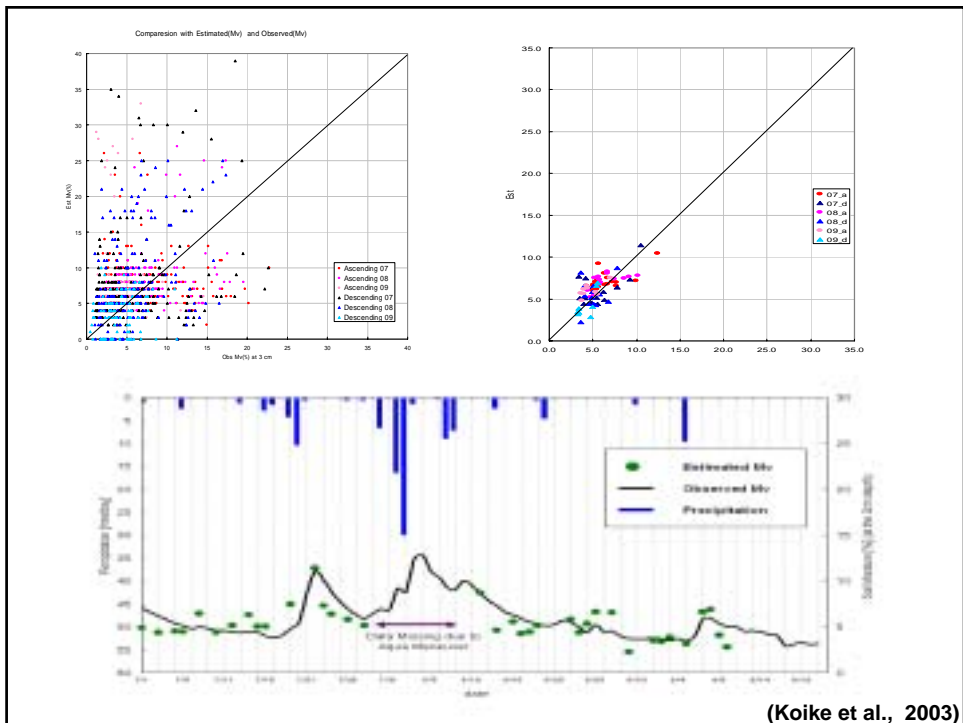 Comparesion with Estimated(Mv) and Observed(Mv)
40
35
30
25
20
15
10
5
0
Est Mv(%)
0 5 10 15 20 25 30 35 40
Obs Mv(%) at 3 cm
Ascending 07
Ascending 08
Ascending 09
Descending 07
Descending 08
Descending 09
35.0
30.0
25.0
20.0
15.0
10.0
5.0
0.0
Est
0.0 5.0 10.0 15.0 20.0 25.0 30.0 35.0
07_a
07_d
08_a
08_d
09_a
09_d
Estimated Mv
Observed Mv
Precipitation
Data Missing due to
(Koike et al., 2003)